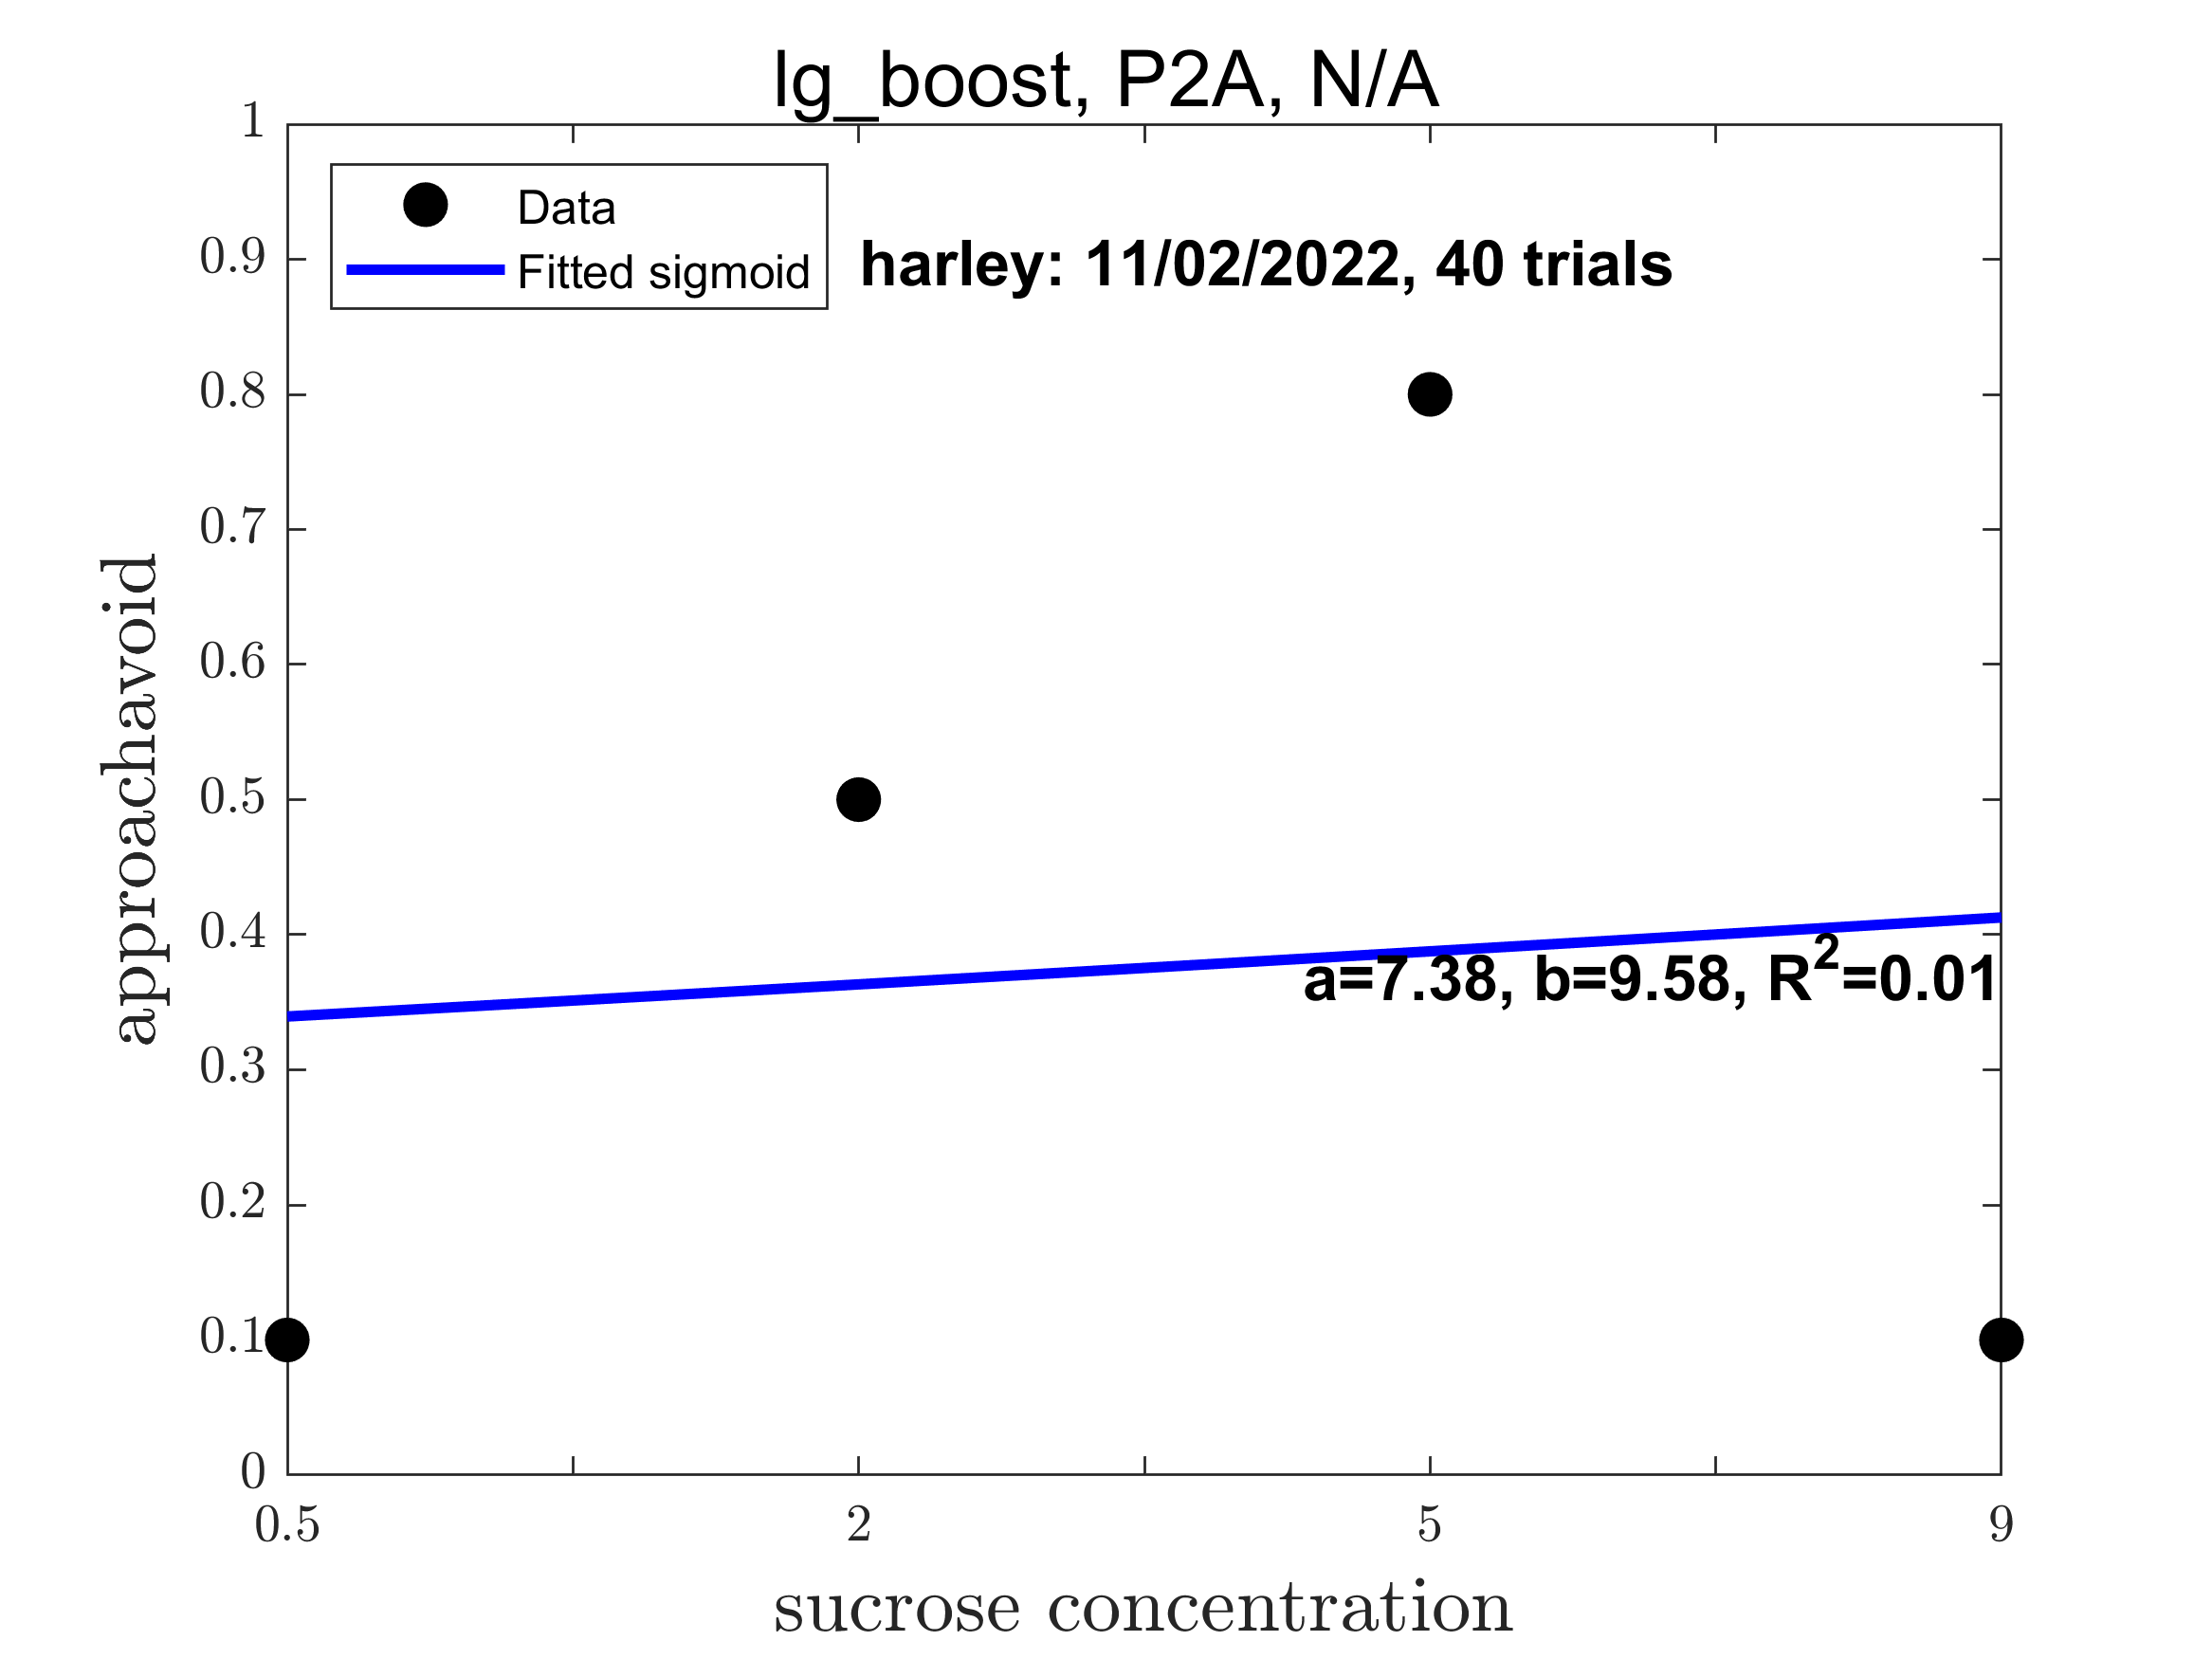 lg_boost, P2A, N/A
1
Data
Fitted sigmoid
0.9
harley: 11/02/2022, 40 trials
0.8
0.7
0.6
0.5
0.4
a=7.38, b=9.58, R²=0.01
0.3
0.2
0.1
0
approachavoid
0.5 2 5 9
sucrose concentration